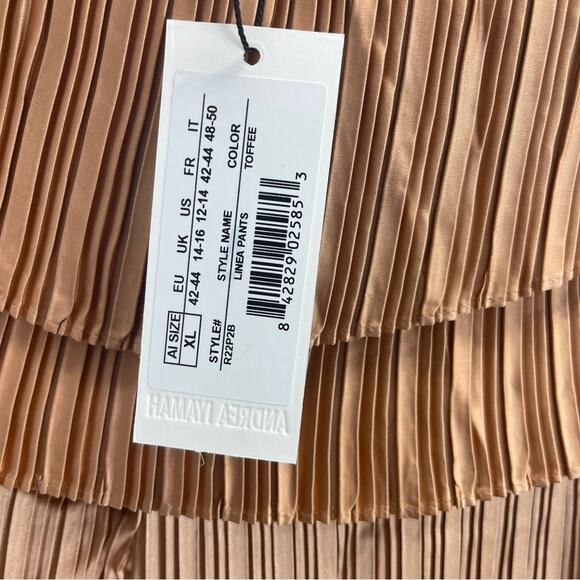 AI SIZE EU UK US FR IT
XL 42-44 14-16 12-14 42-44 48-50
STYLE# STYLE NAME COLOR
R22P2B LINEA PANTS TOFFEE
8 42829 02585 3
ANDREA IYAMAH